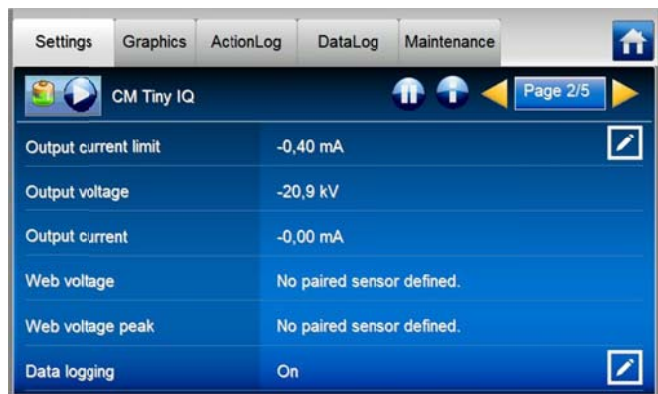 Settings Graphics ActionLog DataLog Maintenance
CM Tiny IQ Page 2/5
Output current limit -0,40 mA
Output voltage -20,9 kV
Output current -0,00 mA
Web voltage No paired sensor defined.
Web voltage peak No paired sensor defined.
Data logging On